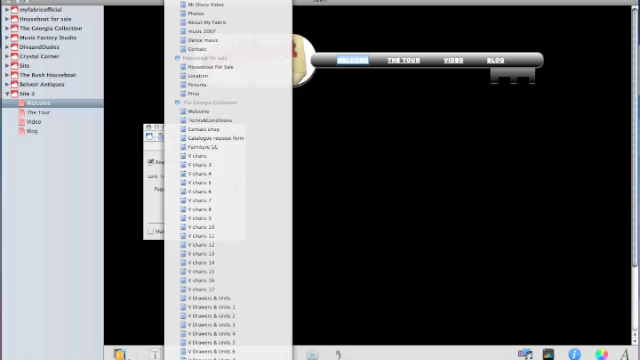 myfabricofficial
Houseboat for sale
The Georgia Collection
Music Factory Studio
DivaandDudes
Crystal Corner
Site
The Bush Houseboat
Belvoir Antiques
Site 2
Welcome
The Tour
Video
Blog
Mr Disco Video
Photos
About My Fabric
music 2007
Dance music
Contact
Houseboat for sale
Houseboat For Sale
Location
Pictures
Price
The Georgia Collection
Welcome
Terms&Conditions
Contact shop
Catalogue request form
Furniture GC
V chairs
V chairs 3
V chairs 4
V chairs 5
V chairs 6
V chairs 7
V chairs 8
V chairs 9
V chairs 10
V chairs 11
V chairs 12
V chairs 13
V chairs 14
V chairs 15
V chairs 16
V chairs 17
V Drawers & Units
V Drawers & Units 1
V Drawers & Units 2
V Drawers & Units 3
V Drawers & Units 4
V Drawers & Units 5
V Drawers & Units 6
WELCOME
THE TOUR
VIDEO
BLOG